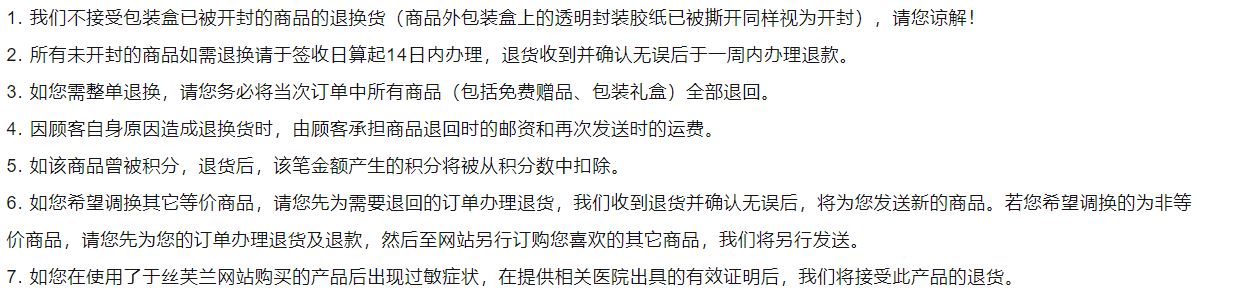 1. 我们不接受包装盒已被开封的商品的退换货（商品外包装盒上的透明封装胶纸已被撕开同样视为开封），请您谅解！
2. 所有未开封的商品如需退换请于签收日算起14日内办理，退货收到并确认无误后于一周内办理退款。
3. 如您需整单退换，请您务必将当次订单中所有商品（包括免费赠品、包装礼盒）全部退回。
4. 因顾客自身原因造成退换货时，由顾客承担商品退回时的邮资和再次发送时的运费。
5. 如该商品曾被积分，退货后，该笔金额产生的积分将被从积分数中扣除。
6. 如您希望调换其它等价商品，请您先为需要退回的订单办理退货，我们收到退货并确认无误后，将为您发送新的商品。若您希望调换的为非等
价商品，请您先为您的订单办理退货及退款，然后至网站另行订购您喜欢的其它商品，我们将另行发送。
7. 如您在使用了于丝芙兰网站购买的产品后出现过敏症状，在提供相关医院出具的有效证明后，我们将接受此产品的退货。